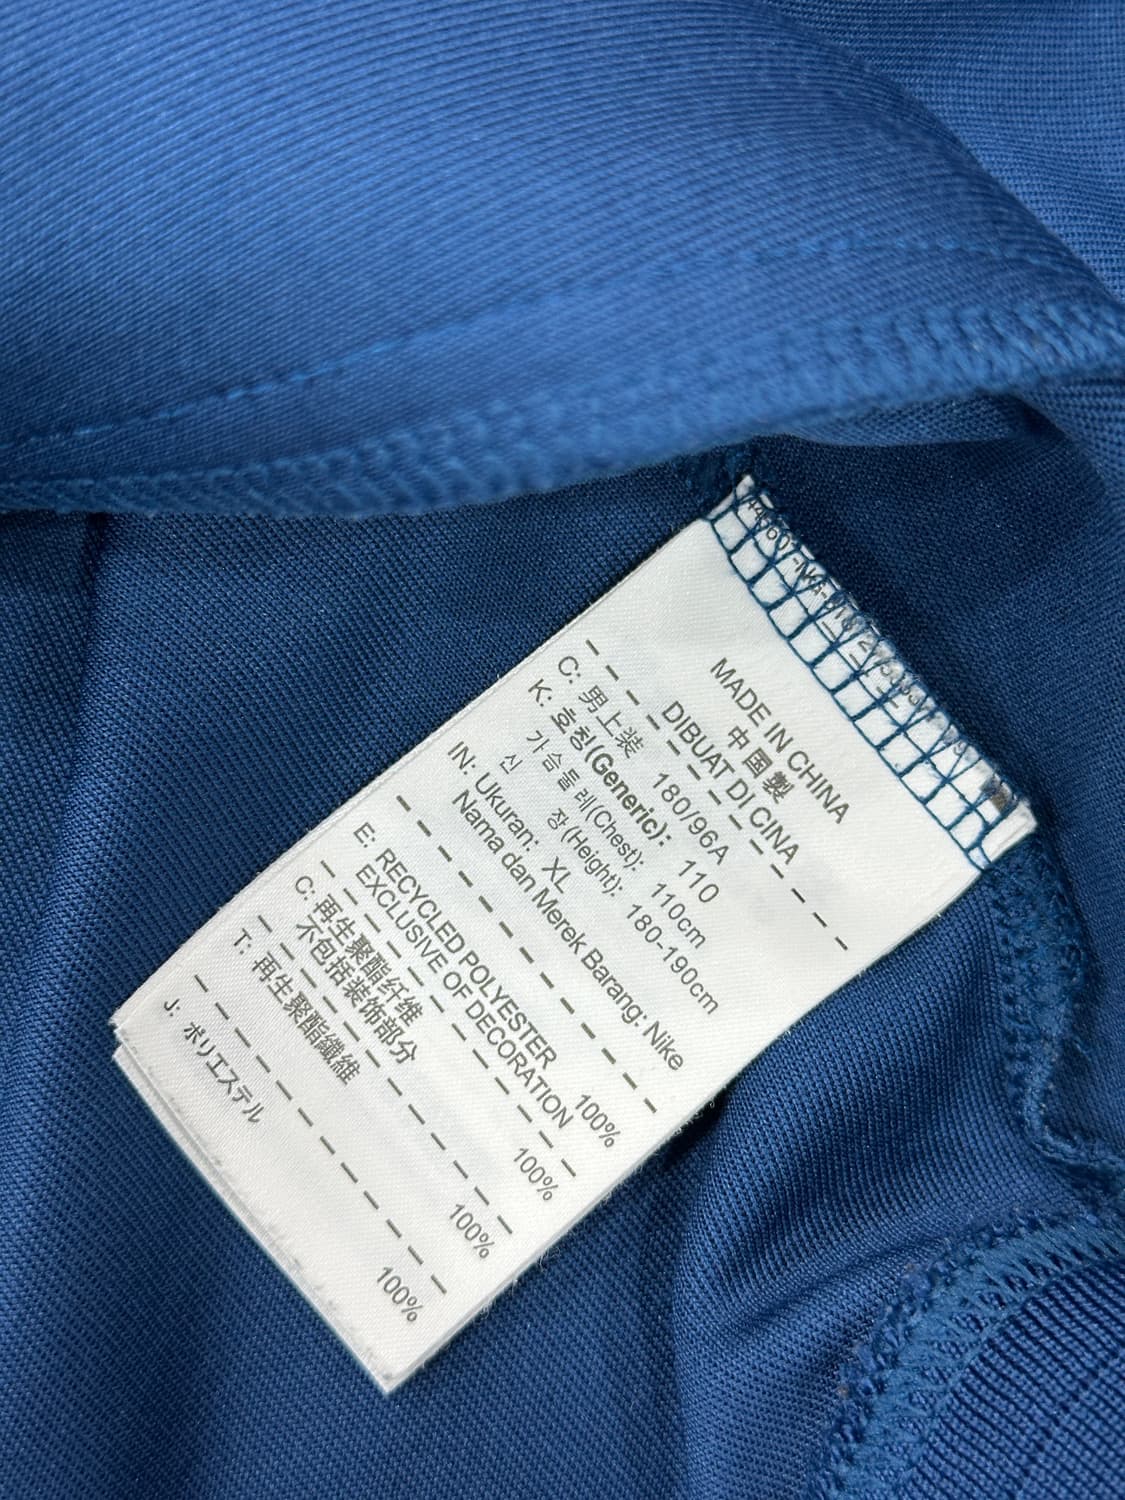 MADE IN CHINA
中國製
DIBUAT DI CINA
C: 男上装 180/96A
K: 호칭(Generic): 110
가슴둘레(Chest): 110cm
신 장(Height): 180-190cm
IN: Ukuran: XL
Nama dan Merek Barang: Nike
E: RECYCLED POLYESTER 100%
EXCLUSIVE OF DECORATION
C: 再生聚酯纤维 100%
不包括装饰部分
T: 再生聚酯纖維 100%
J: ポリエステル 100%